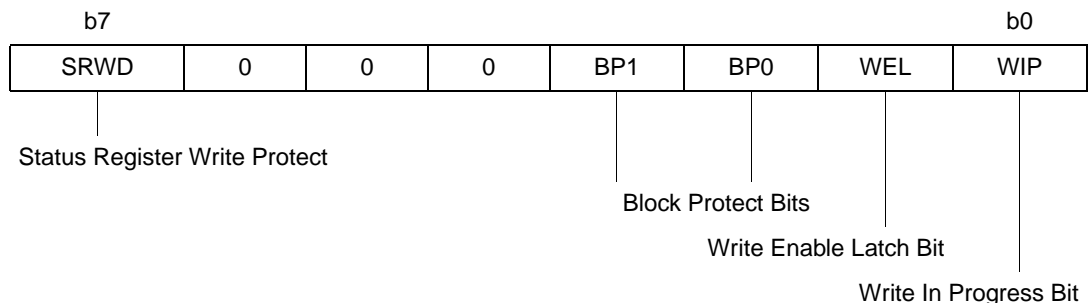 b7 b0
SRWD 0 0 0 BP1 BP0 WEL WIP
Status Register Write Protect
Block Protect Bits
Write Enable Latch Bit
Write In Progress Bit